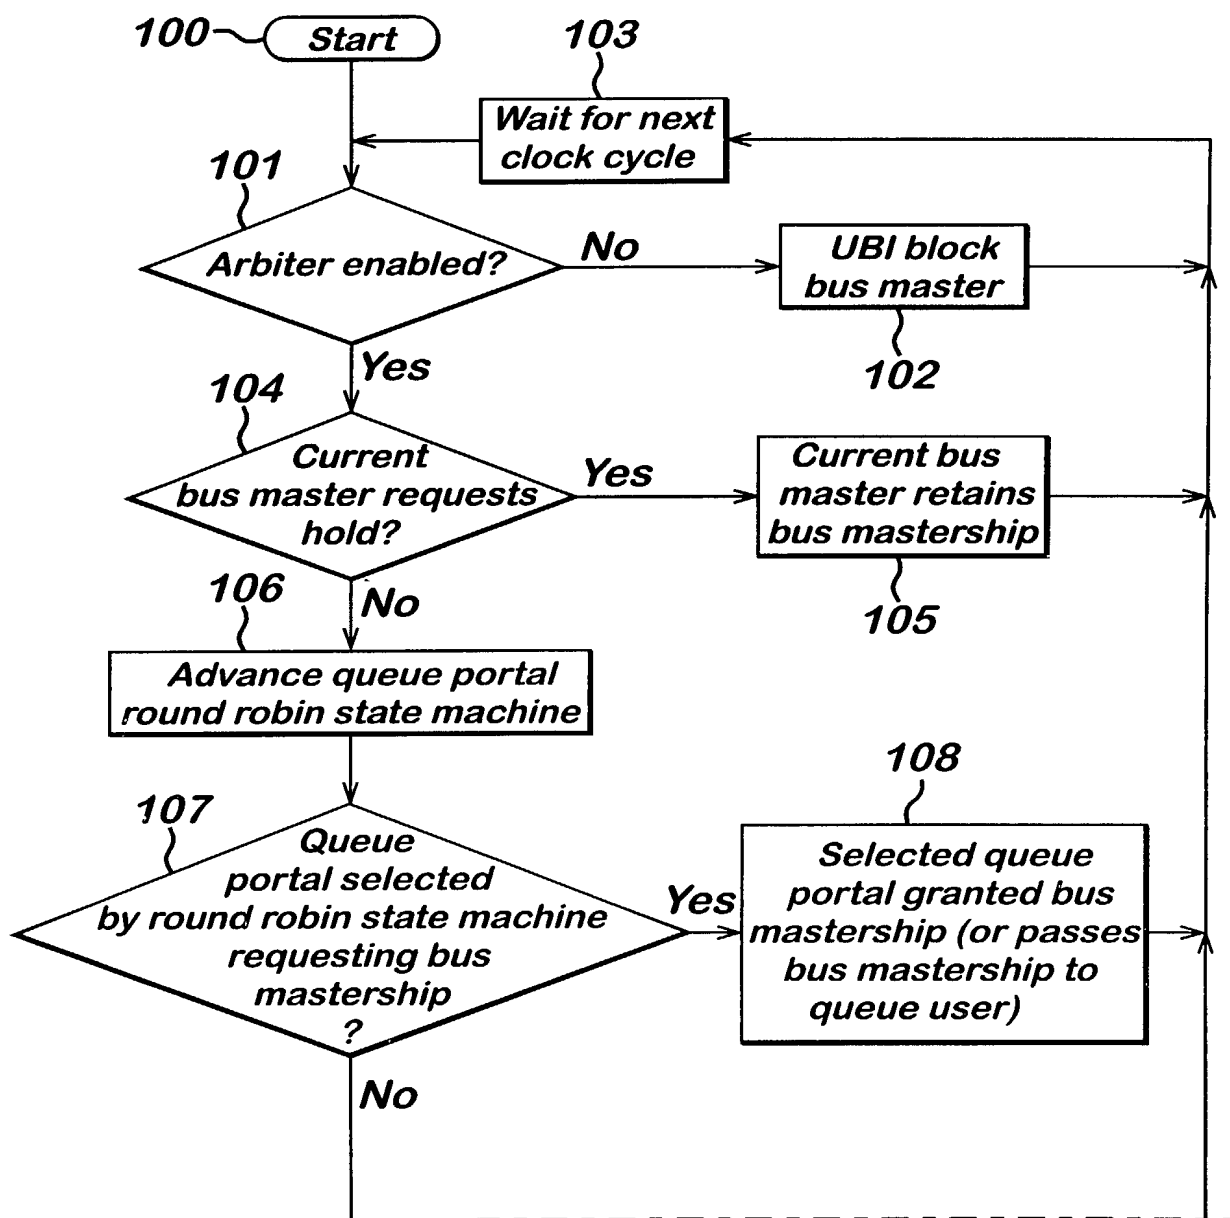 100
Start
103
Wait for next
clock cycle
101
Arbiter enabled?
No
UBI block
bus master
102
Yes
104
Current
bus master requests
hold?
Yes
Current bus
master retains
bus mastership
105
No
106
Advance queue portal
round robin state machine
107
Queue
portal selected
by round robin state machine
requesting bus
mastership
?
Yes
108
Selected queue
portal granted bus
mastership (or passes
bus mastership to
queue user)
No